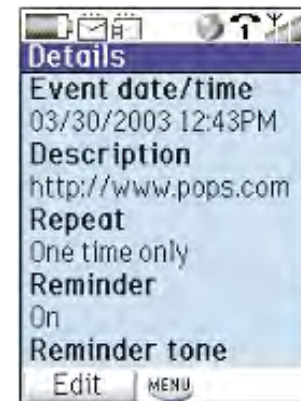 Details
Event date/time
03/30/2003 12:43PM
Description
http://www.pops.com
Repeat
One time only
Reminder
On
Reminder tone
Edit MENU